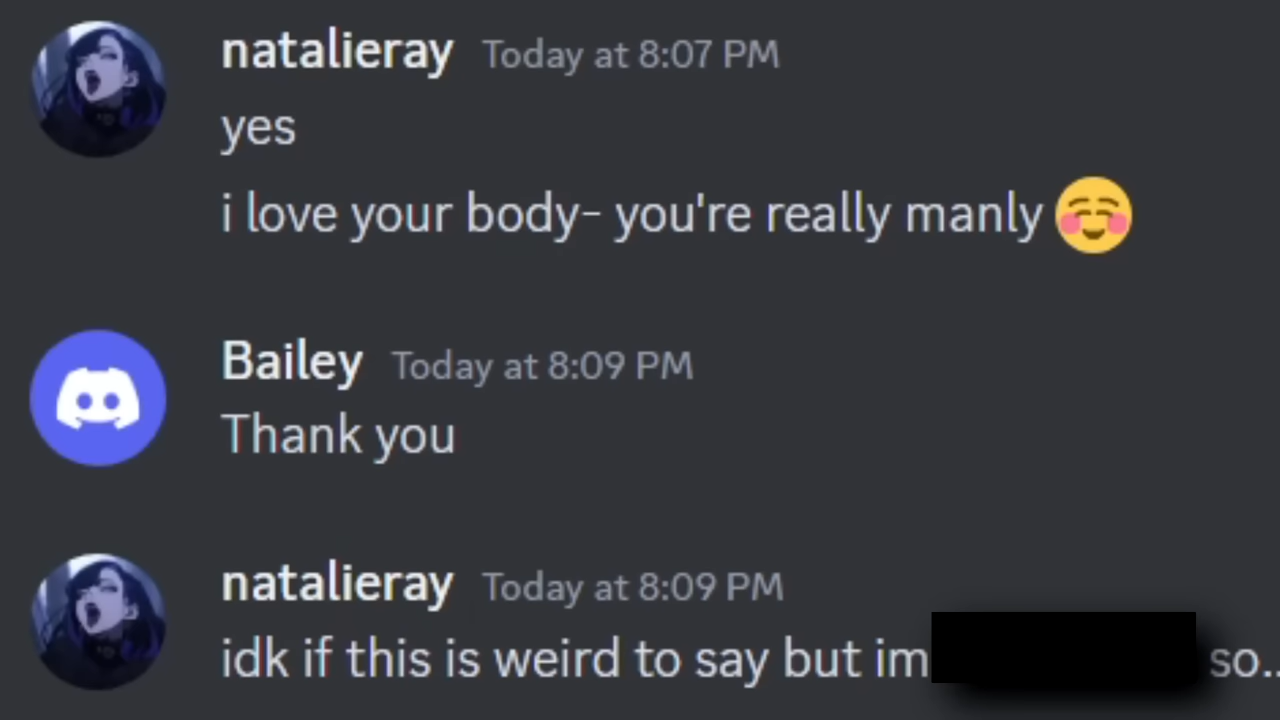 natalieray Today at 8:07 PM
yes
i love your body- you're really manly ☺️
Bailey Today at 8:09 PM
Thank you
natalieray Today at 8:09 PM
idk if this is weird to say but im so..